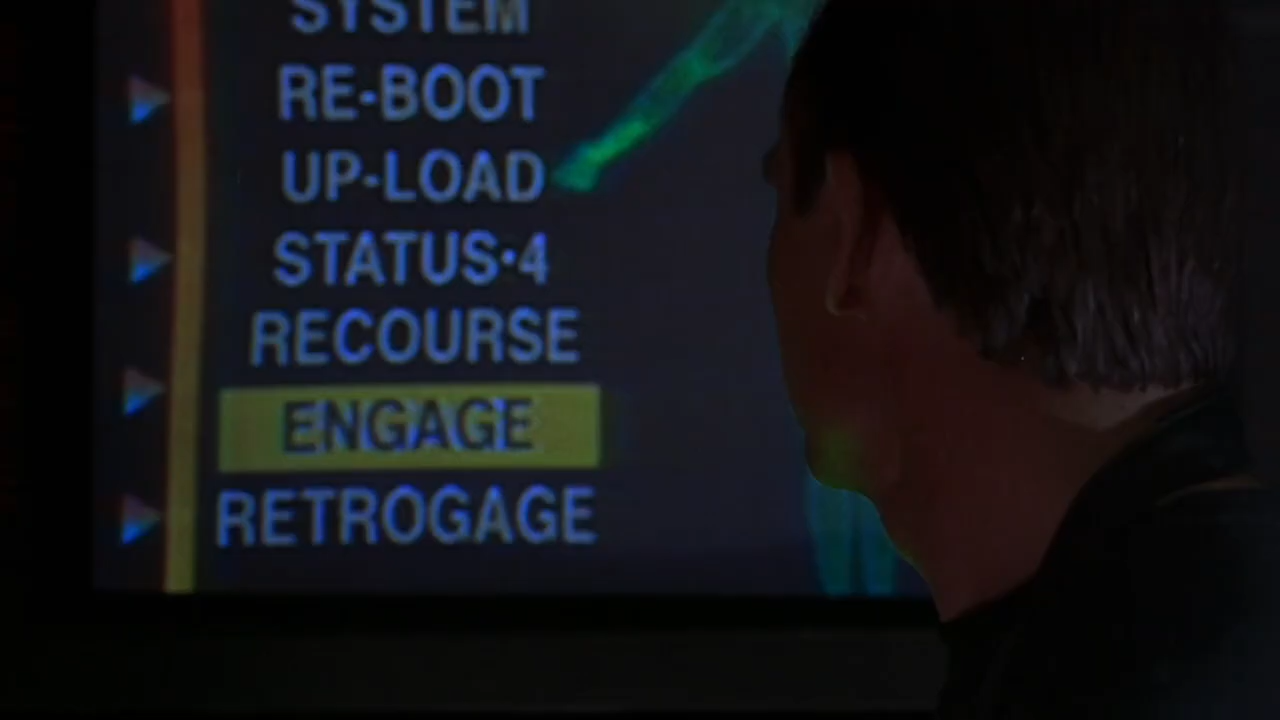 SYSTEM
RE-BOOT
UP-LOAD
STATUS·4
RECOURSE
ENGAGE
RETROGAGE